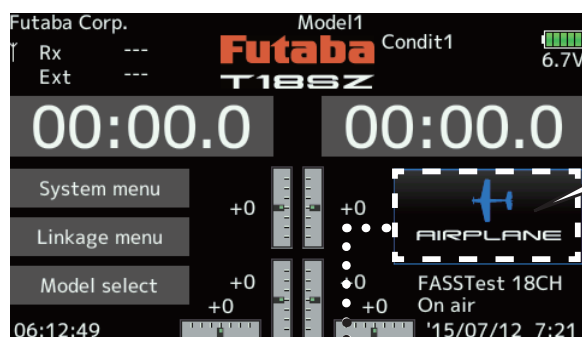 Futaba Corp.
Model1
Rx ---
Ext ---
Futaba
T18SZ
Condit1
6.7V
00:00.0
00:00.0
System menu
+0
+0
AIRPLANE
Linkage menu
Model select
+0
+0
FASSTest 18CH
+0
+0
On air
06:12:49
'15/07/12 7:21